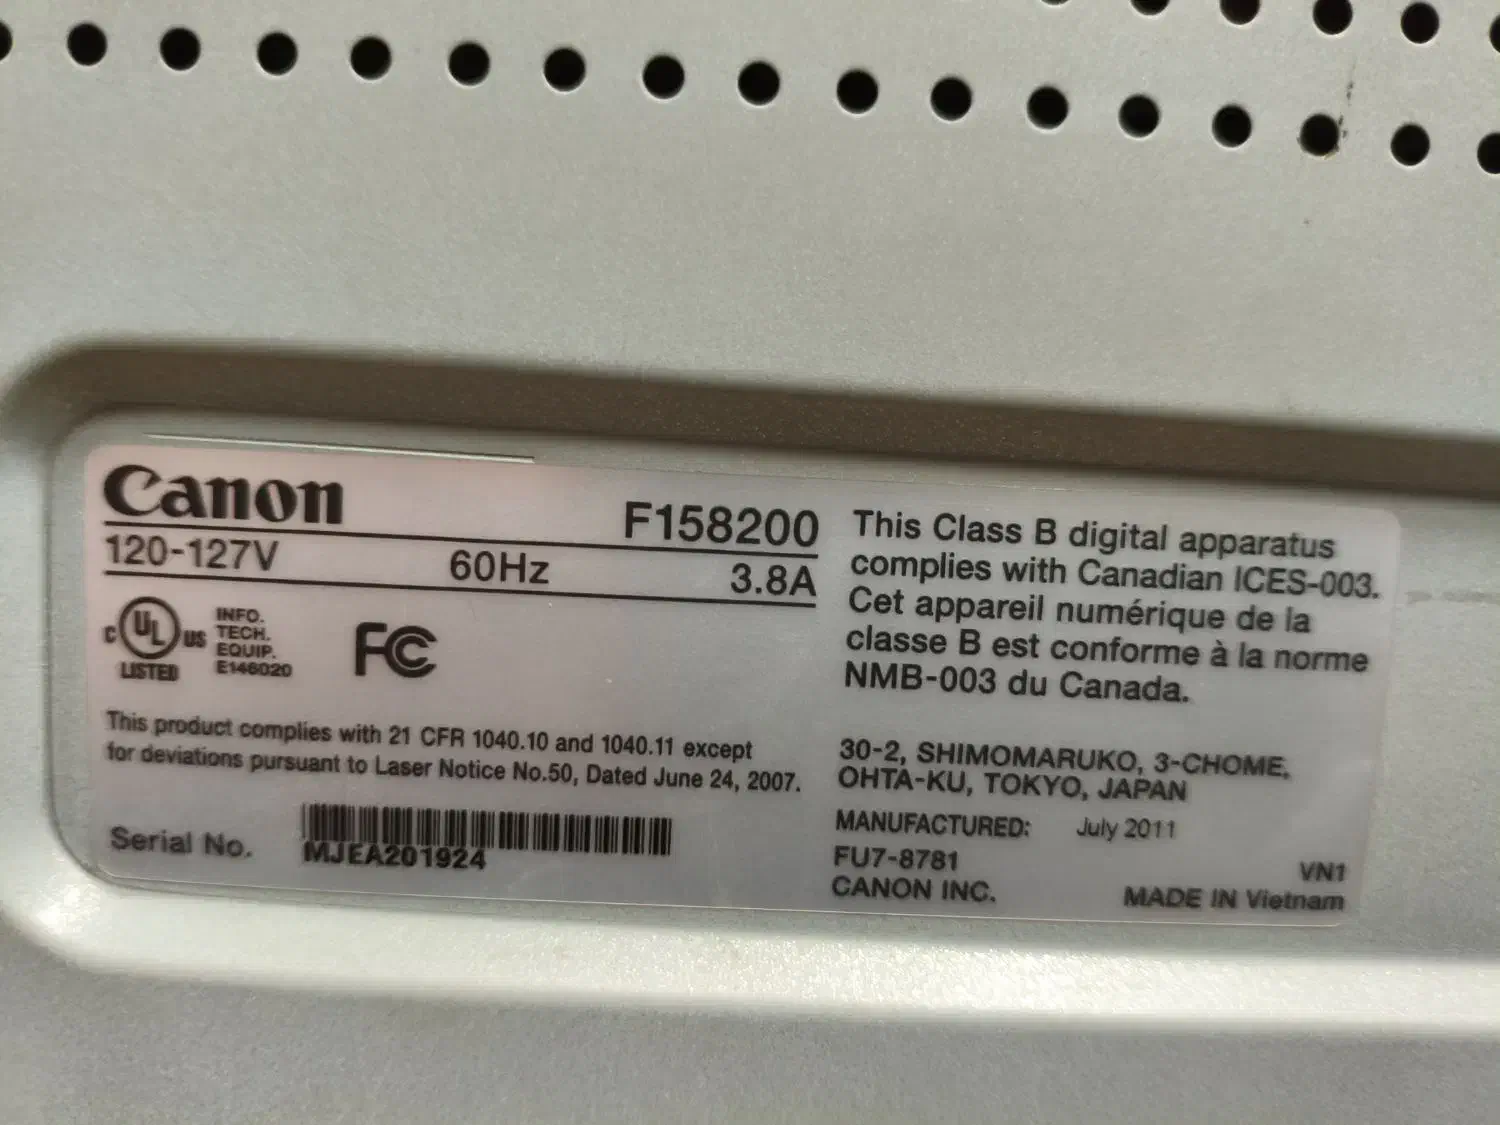 Canon
F158200
120-127V 60Hz 3.8A
C UL US
LISTED
INFO.
TECH.
EQUIP.
E146020
FC
This product complies with 21 CFR 1040.10 and 1040.11 except
for deviations pursuant to Laser Notice No.50, Dated June 24, 2007.
Serial No.
MJEA201924
This Class B digital apparatus
complies with Canadian ICES-003.
Cet appareil numérique de la
classe B est conforme à la norme
NMB-003 du Canada.
30-2, SHIMOMARUKO, 3-CHOME,
OHTA-KU, TOKYO, JAPAN
MANUFACTURED: July 2011
FU7-8781 VN1
CANON INC. MADE IN Vietnam